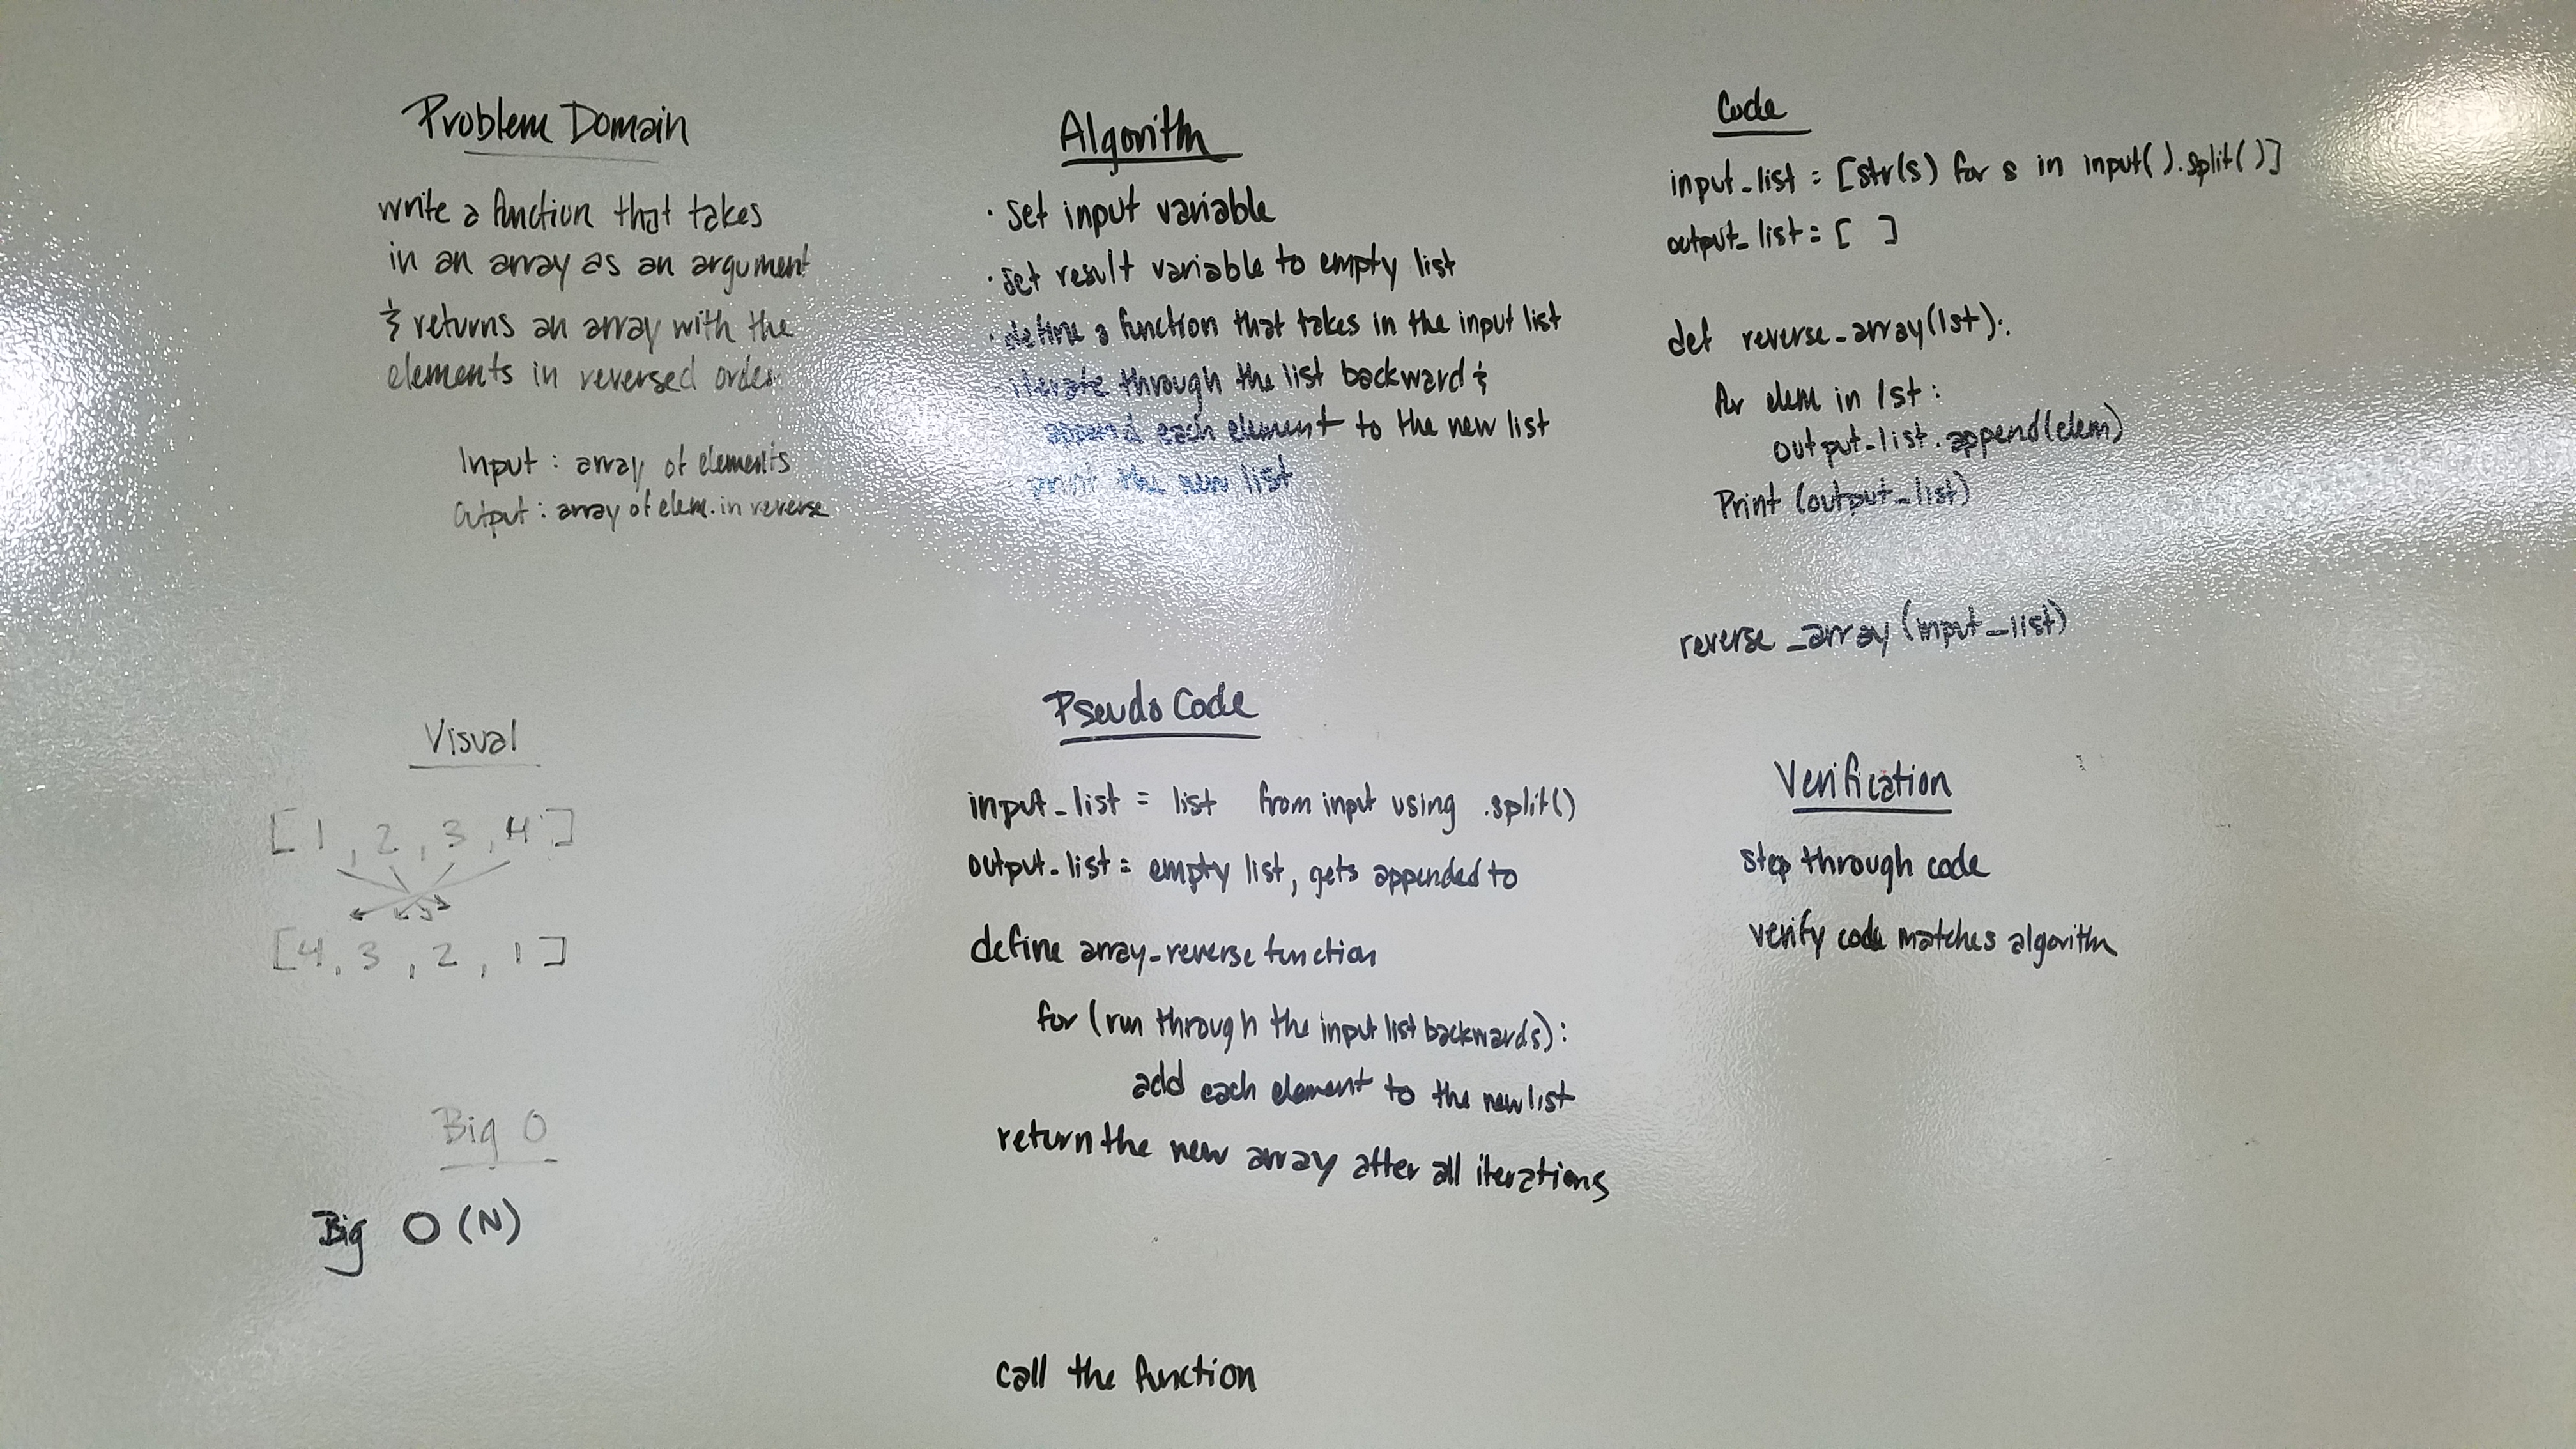 Problem Domain
write a function that takes
in an array as an argument
& returns an array with the
elements in reversed order
Input : array of elements
Output : array of elem. in reverse
Visual
[ 1 , 2 , 3 , 4 ]
[ 4 , 3 , 2 , 1 ]
Big O
Big O (N)
Algorithm
· Set input variable
· Set result variable to empty list
· define a function that takes in the input list
· iterate through the list backward &
append each element to the new list
· print the new list
Pseudo Code
input_list = list from input using .split()
output_list = empty list, gets appended to
define array_reverse function
for (run through the input list backwards) :
add each element to the new list
return the new array after all iterations
call the function
Code
input_list = [str(s) for s in input().split()]
output_list = [ ]
def reverse_array(lst):
for elem in lst :
output_list.append(elem)
Print (output_list)
reverse_array(input_list)
Verification
step through code
verify code matches algorithm